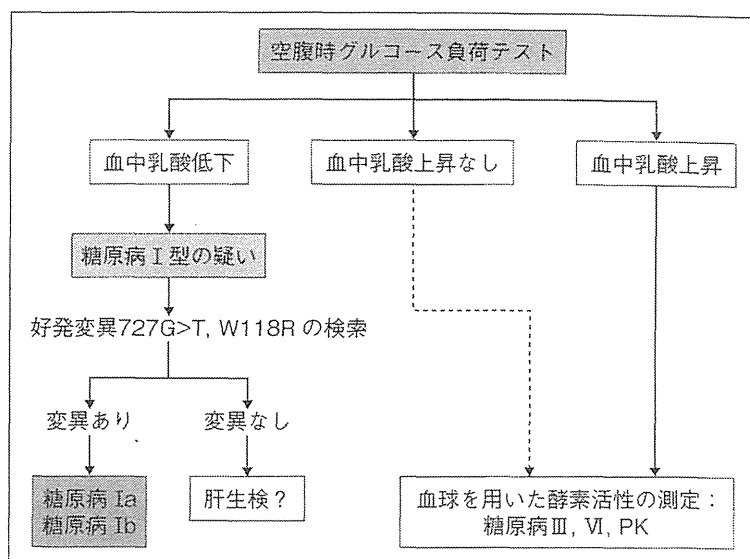 空腹時グルコース負荷テスト
血中乳酸低下
血中乳酸上昇なし
血中乳酸上昇
糖原病Ⅰ型の疑い
好発変異727G>T, W118R の検索
変異あり
変異なし
糖原病 Ia
糖原病 Ib
肝生検？
血球を用いた酵素活性の測定：
糖原病Ⅲ, Ⅵ, PK